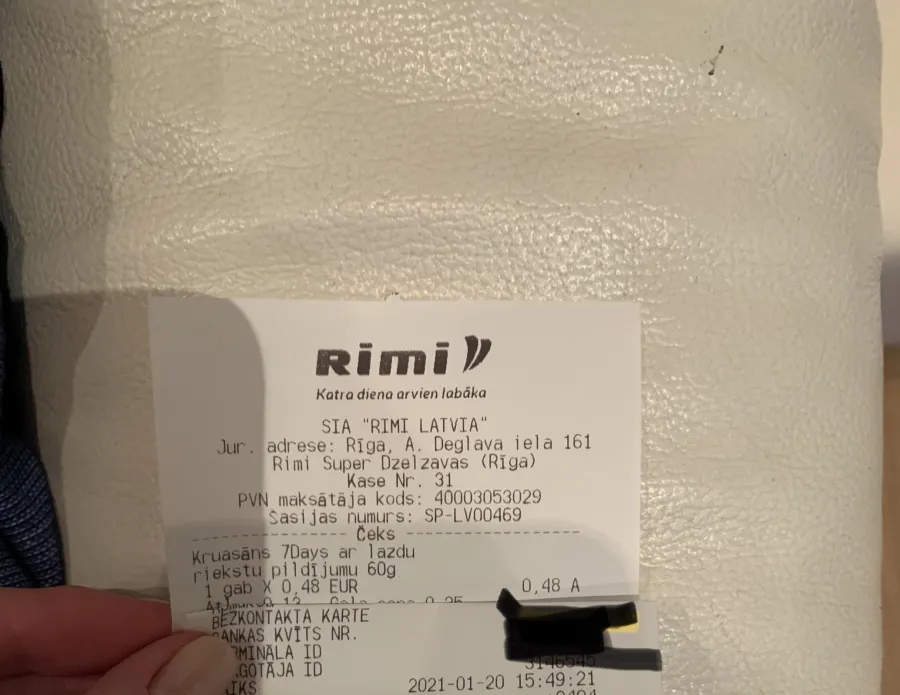 Rimi
Katra diena arvien labāka
SIA "RIMI LATVIA"
Jur. adrese: Rīga, A. Deglava iela 161
Rimi Super Dzelzavas (Rīga)
Kase Nr. 31
PVN maksātāja kods: 40003053029
Šasijas numurs: SP-LV00469
Čeks
Kruasāns 7Days ar lazdu
riekstu pildījumu 60g
1 gab X 0,48 EUR 0,48 A
BEZKONTAKTA KARTE
KVĪTS NR.
ID
ID
2021-01-20 15:49:21